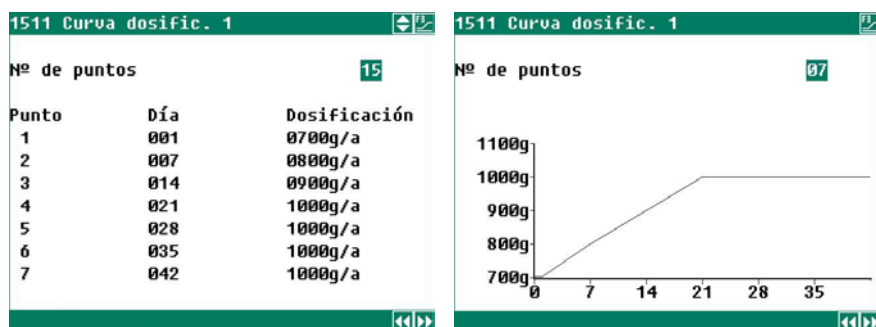 1511 Curva dosific. 1 F3
Nº de puntos 15
Punto Día Dosificación
1 001 0700g/a
2 007 0800g/a
3 014 0900g/a
4 021 1000g/a
5 028 1000g/a
6 035 1000g/a
7 042 1000g/a
1511 Curva dosific. 1 F3
Nº de puntos 07
1100g
1000g
900g
800g
700g
0 7 14 21 28 35